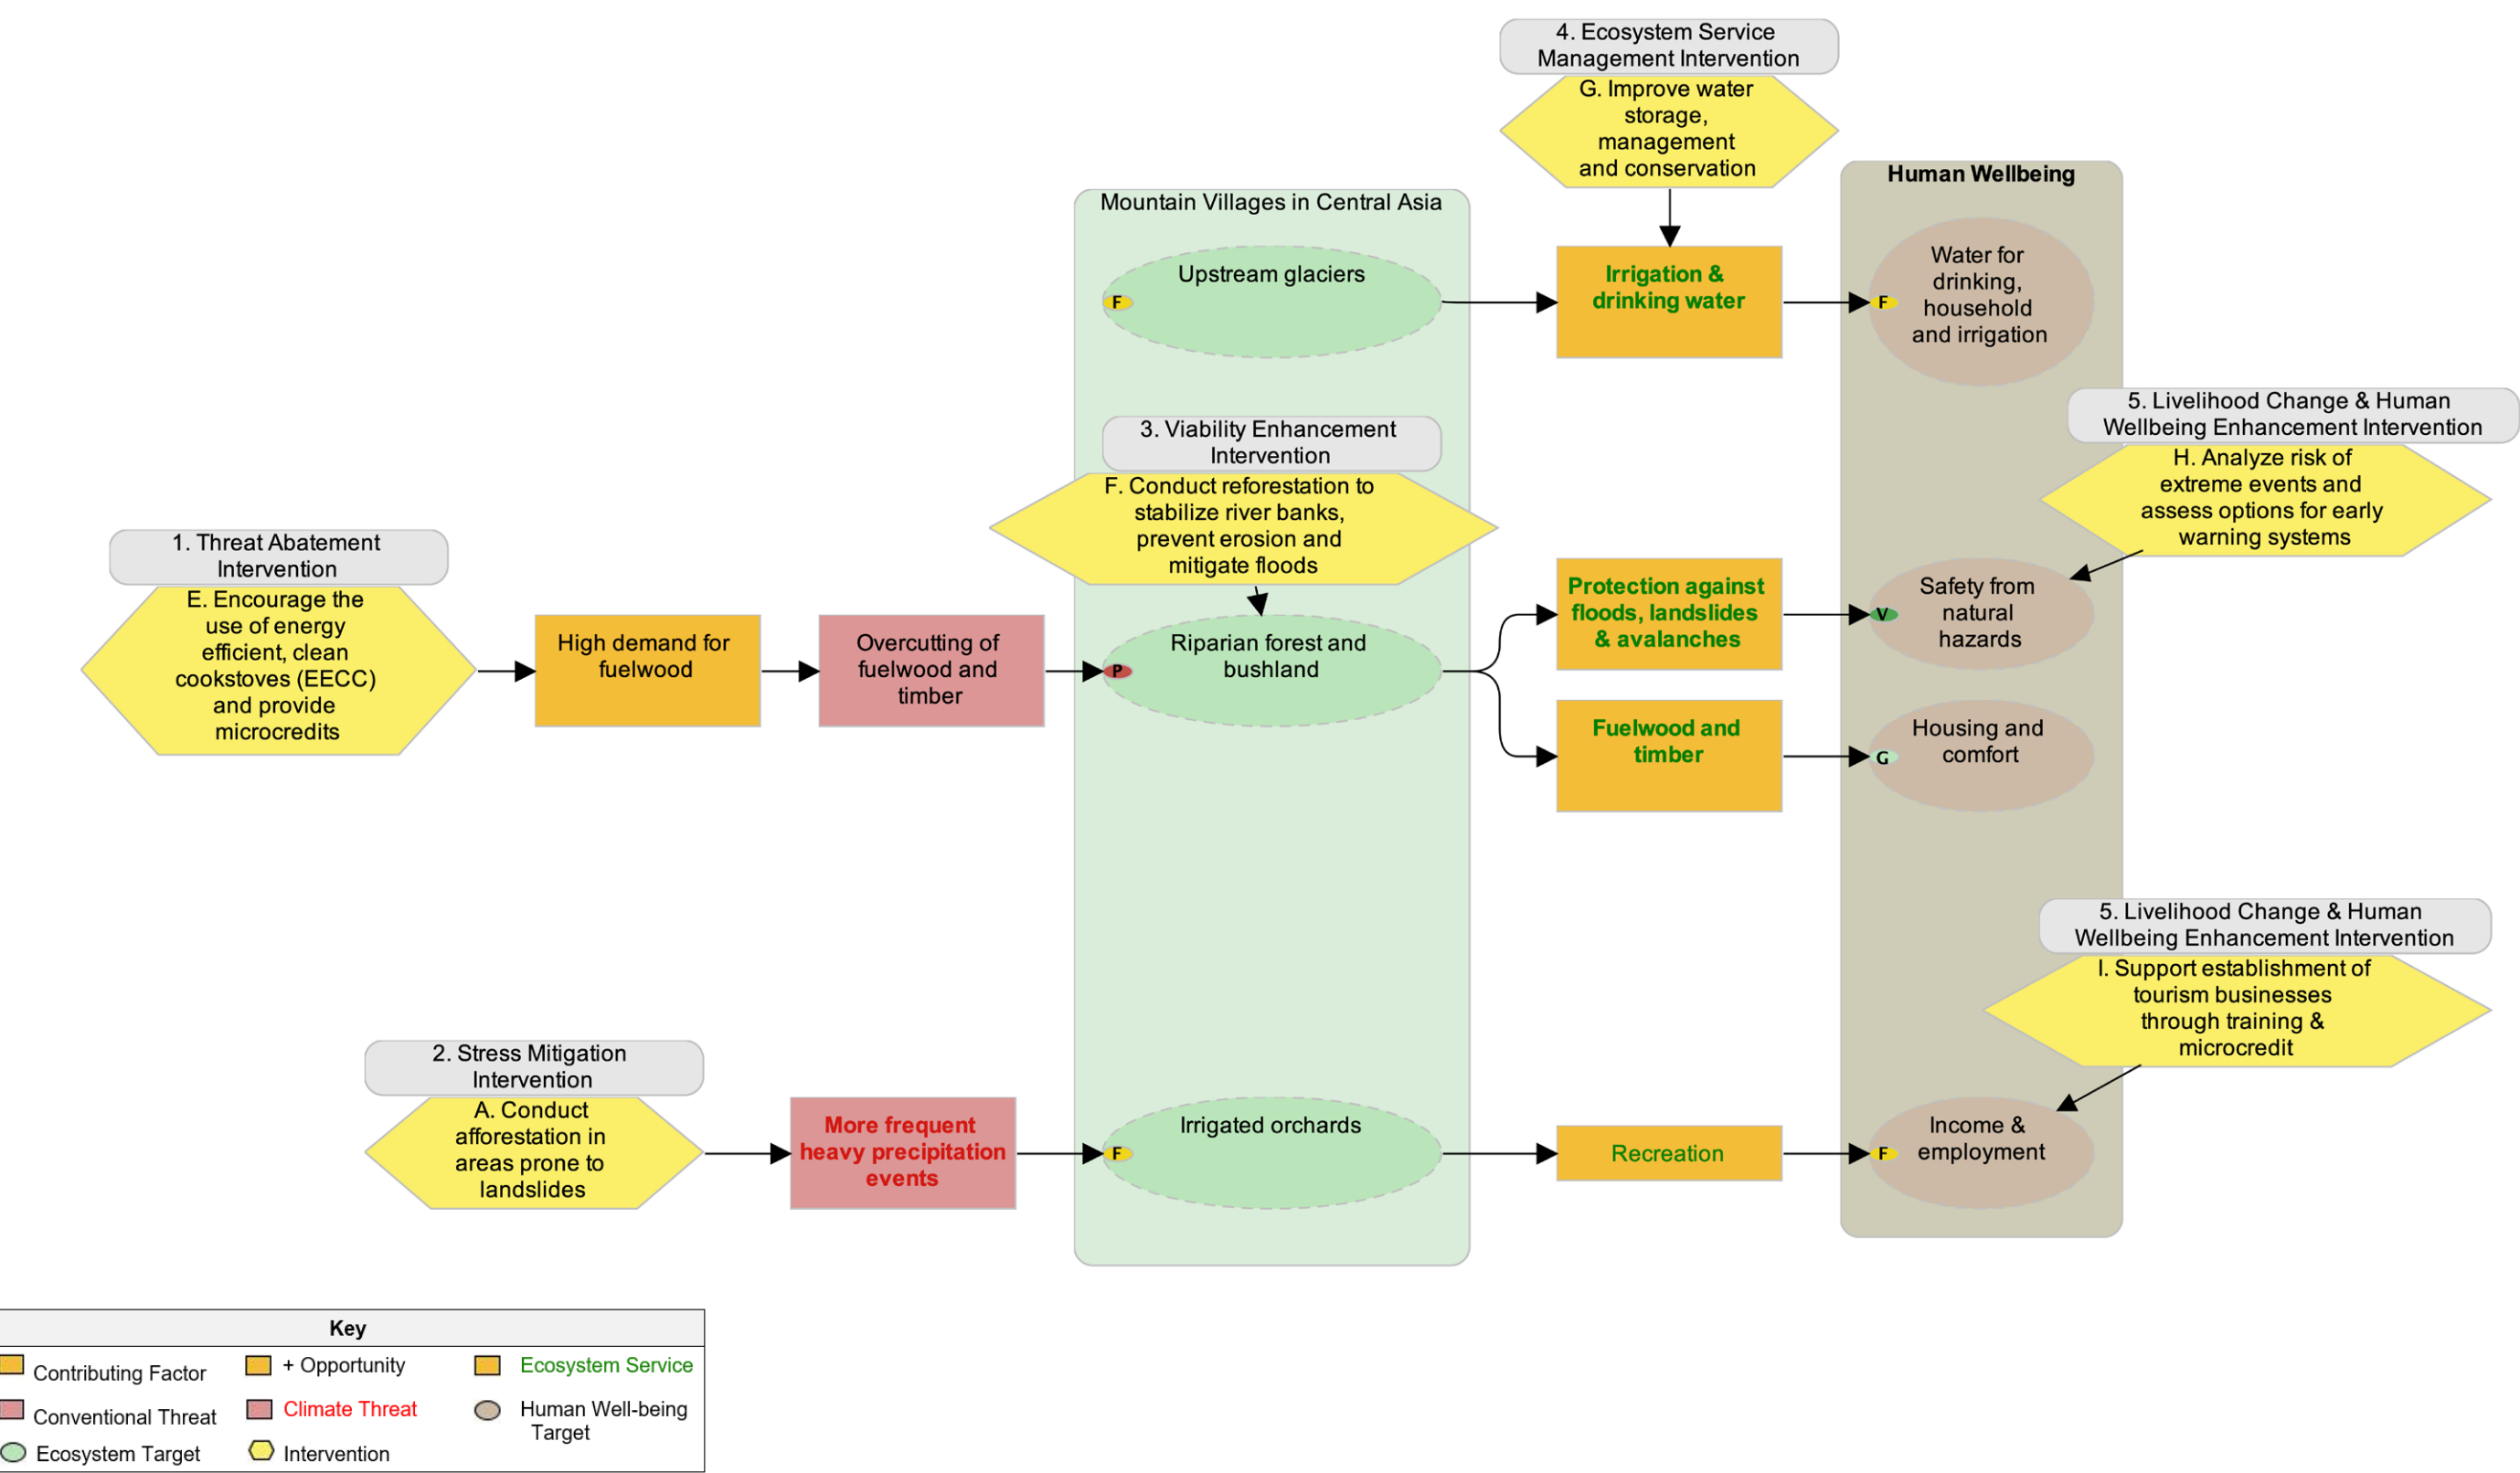 4. Ecosystem Service
Management Intervention
G. Improve water
storage,
management
and conservation
Mountain Villages in Central Asia
Human Wellbeing
Upstream glaciers
F
Irrigation &
drinking water
F
Water for
drinking,
household
and irrigation
3. Viability Enhancement
Intervention
F. Conduct reforestation to
stabilize river banks,
prevent erosion and
mitigate floods
5. Livelihood Change & Human
Wellbeing Enhancement Intervention
H. Analyze risk of
extreme events and
assess options for early
warning systems
1. Threat Abatement
Intervention
E. Encourage the
use of energy
efficient, clean
cookstoves (EECC)
and provide
microcredits
High demand for
fuelwood
Overcutting of
fuelwood and
timber
P
Riparian forest and
bushland
Protection against
floods, landslides
& avalanches
V
Safety from
natural
hazards
Fuelwood and
timber
G
Housing and
comfort
5. Livelihood Change & Human
Wellbeing Enhancement Intervention
I. Support establishment of
tourism businesses
through training &
microcredit
2. Stress Mitigation
Intervention
A. Conduct
afforestation in
areas prone to
landslides
More frequent
heavy precipitation
events
F
Irrigated orchards
Recreation
F
Income &
employment
Key
Contributing Factor
+ Opportunity
Ecosystem Service
Conventional Threat
Climate Threat
Human Well-being
Target
Ecosystem Target
Intervention